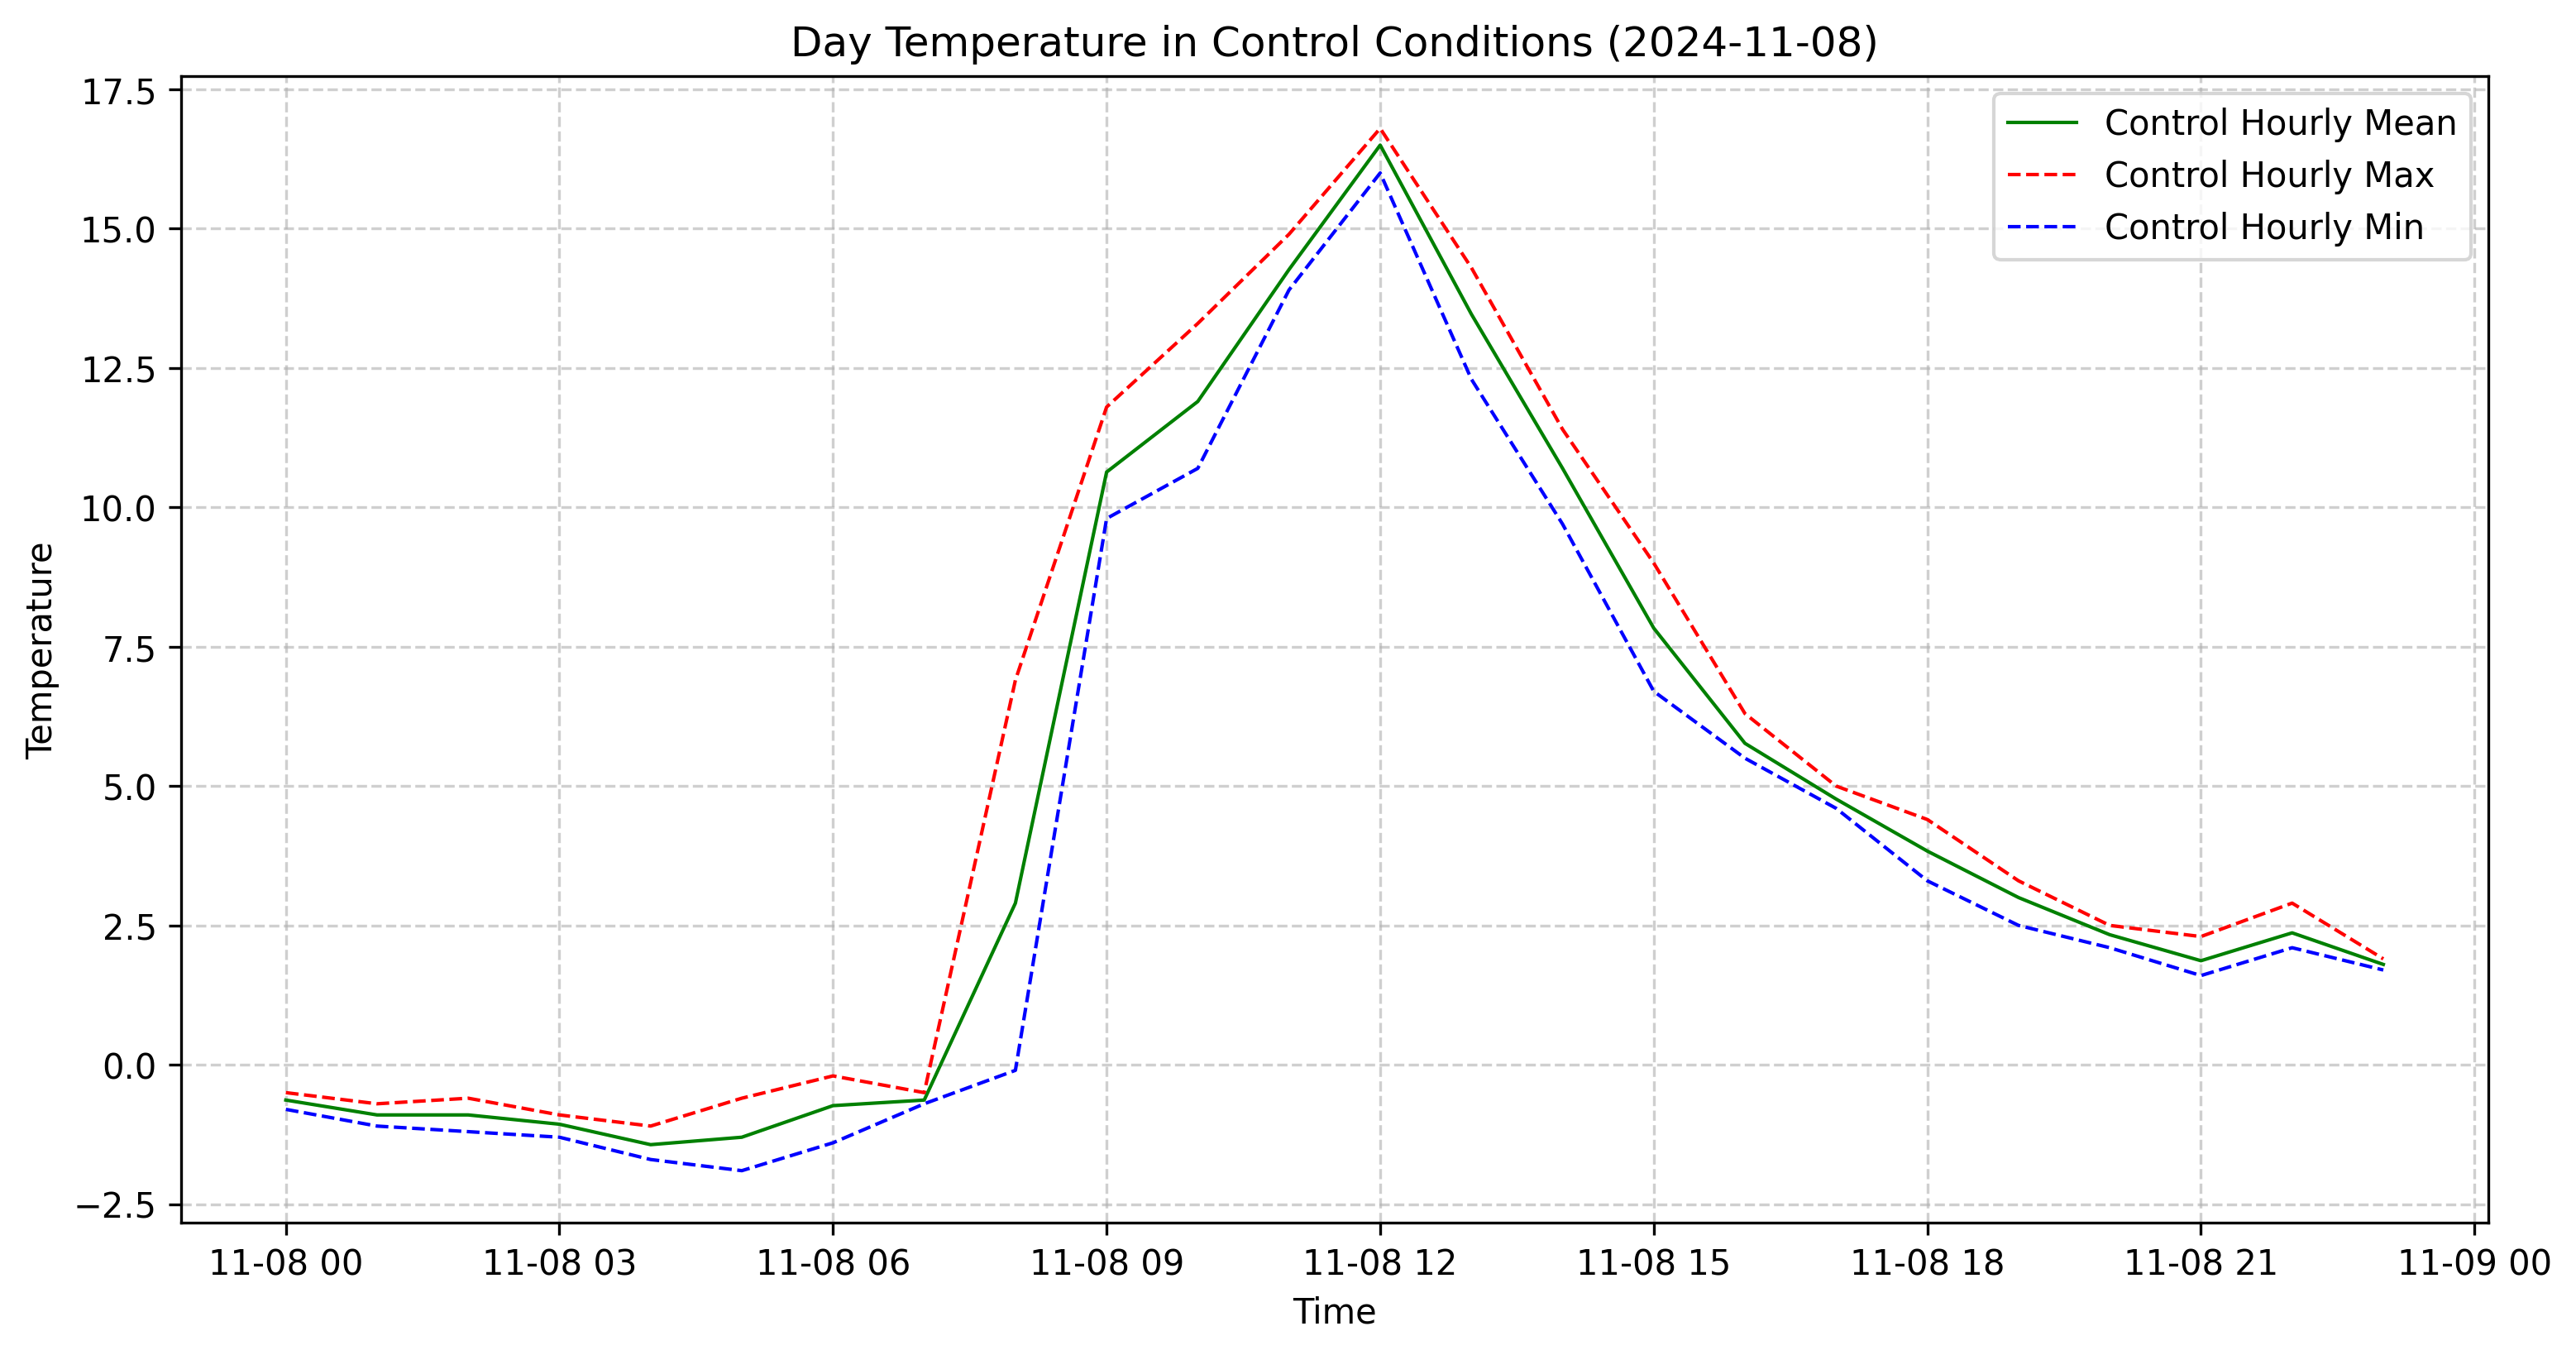 Day Temperature in Control Conditions (2024-11-08)
17.5
15.0
12.5
10.0
7.5
5.0
2.5
0.0
−2.5
Temperature
Control Hourly Mean
Control Hourly Max
Control Hourly Min
11-08 00 11-08 03 11-08 06 11-08 09 11-08 12 11-08 15 11-08 18 11-08 21 11-09 00
Time